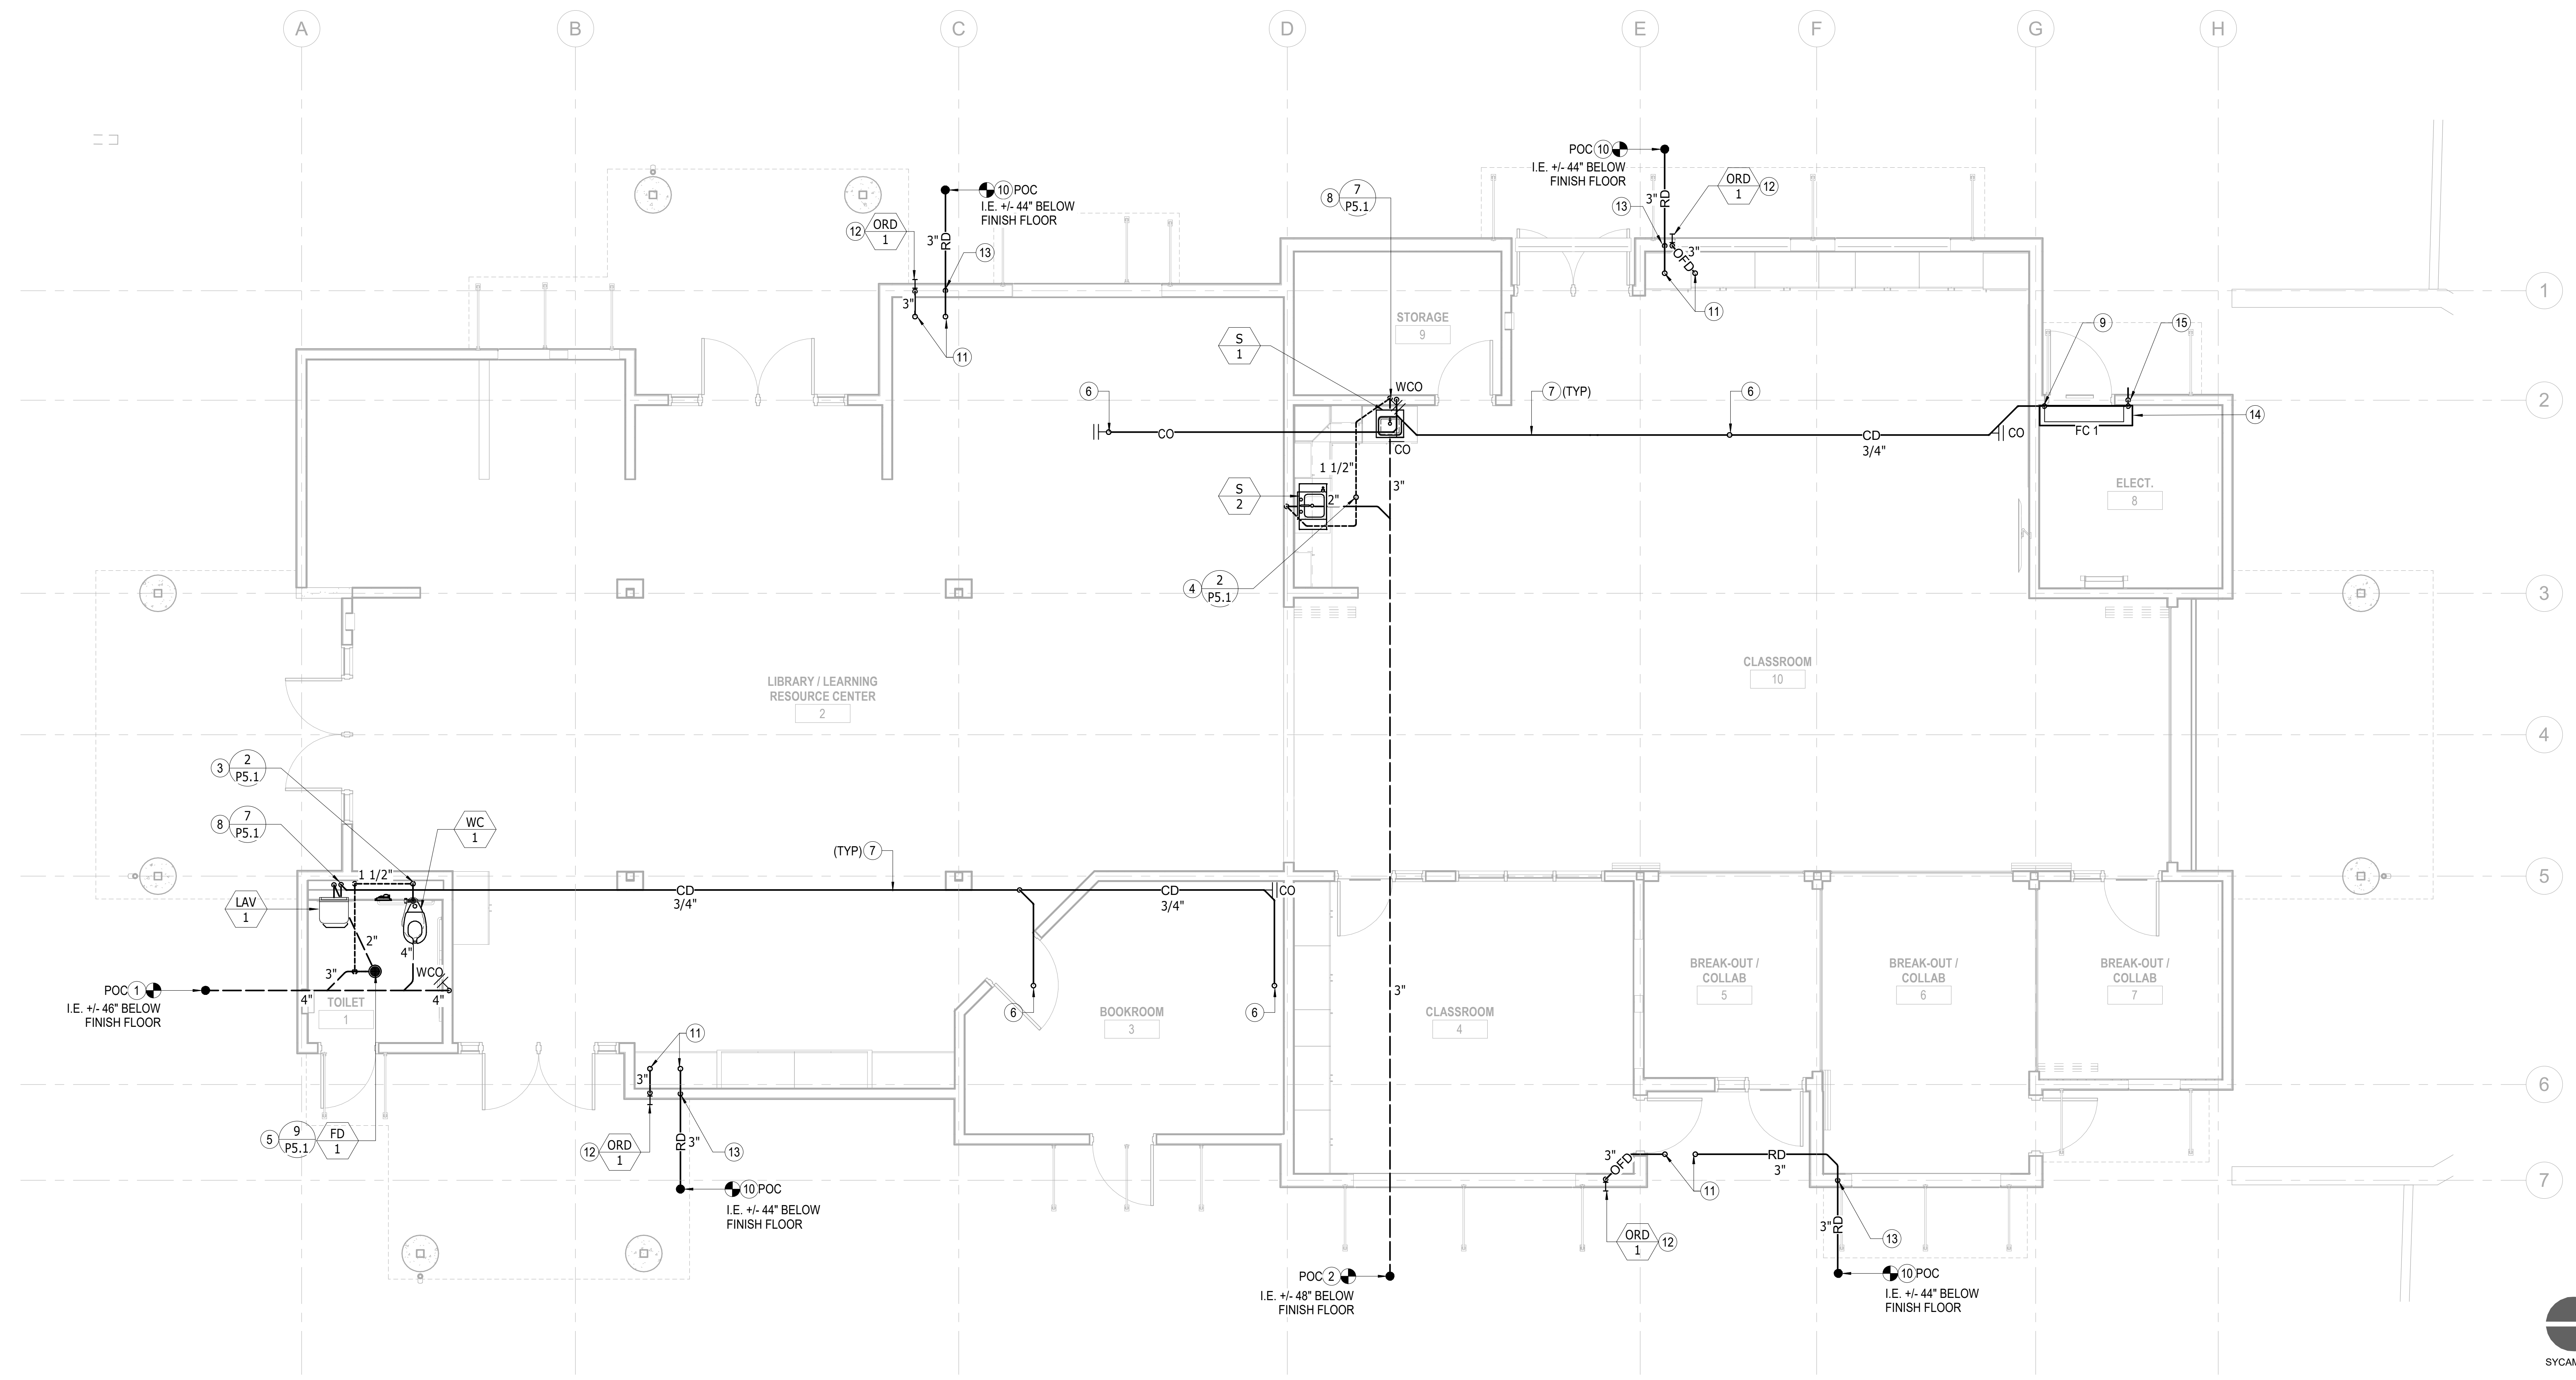 A
B
C
D
E
F
G
H
POC 10
I.E. +/- 44" BELOW
FINISH FLOOR
3"
RD
ORD
1
12
13
3"
OFD
11
10 POC
I.E. +/- 44" BELOW
FINISH FLOOR
12
ORD
1
3"
RD
13
3"
11
8
7
P5.1
1
STORAGE
9
S
1
WCO
6
CO
7 (TYP)
6
CD
3/4"
CO
9
15
14
FC 1
2
CO
1 1/2"
3"
S
2
2"
ELECT.
8
4
2
P5.1
3
LIBRARY / LEARNING
RESOURCE CENTER
2
CLASSROOM
10
4
3
2
P5.1
8
7
P5.1
WC
1
(TYP) 7
1 1/2"
CD
3/4"
CD
3/4"
CO
5
LAV
1
2"
4"
3"
WCO
POC 1
I.E. +/- 46" BELOW
FINISH FLOOR
4"
4"
TOILET
1
6
6
BOOKROOM
3
3"
CLASSROOM
4
BREAK-OUT /
COLLAB
5
BREAK-OUT /
COLLAB
6
BREAK-OUT /
COLLAB
7
11
3"
6
5
9
P5.1
FD
1
12
ORD
1
RD
3"
13
10 POC
I.E. +/- 44" BELOW
FINISH FLOOR
3"
OFD
RD
3"
11
7
ORD
1
12
3"
RD
13
POC 2
I.E. +/- 48" BELOW
FINISH FLOOR
10 POC
I.E. +/- 44" BELOW
FINISH FLOOR